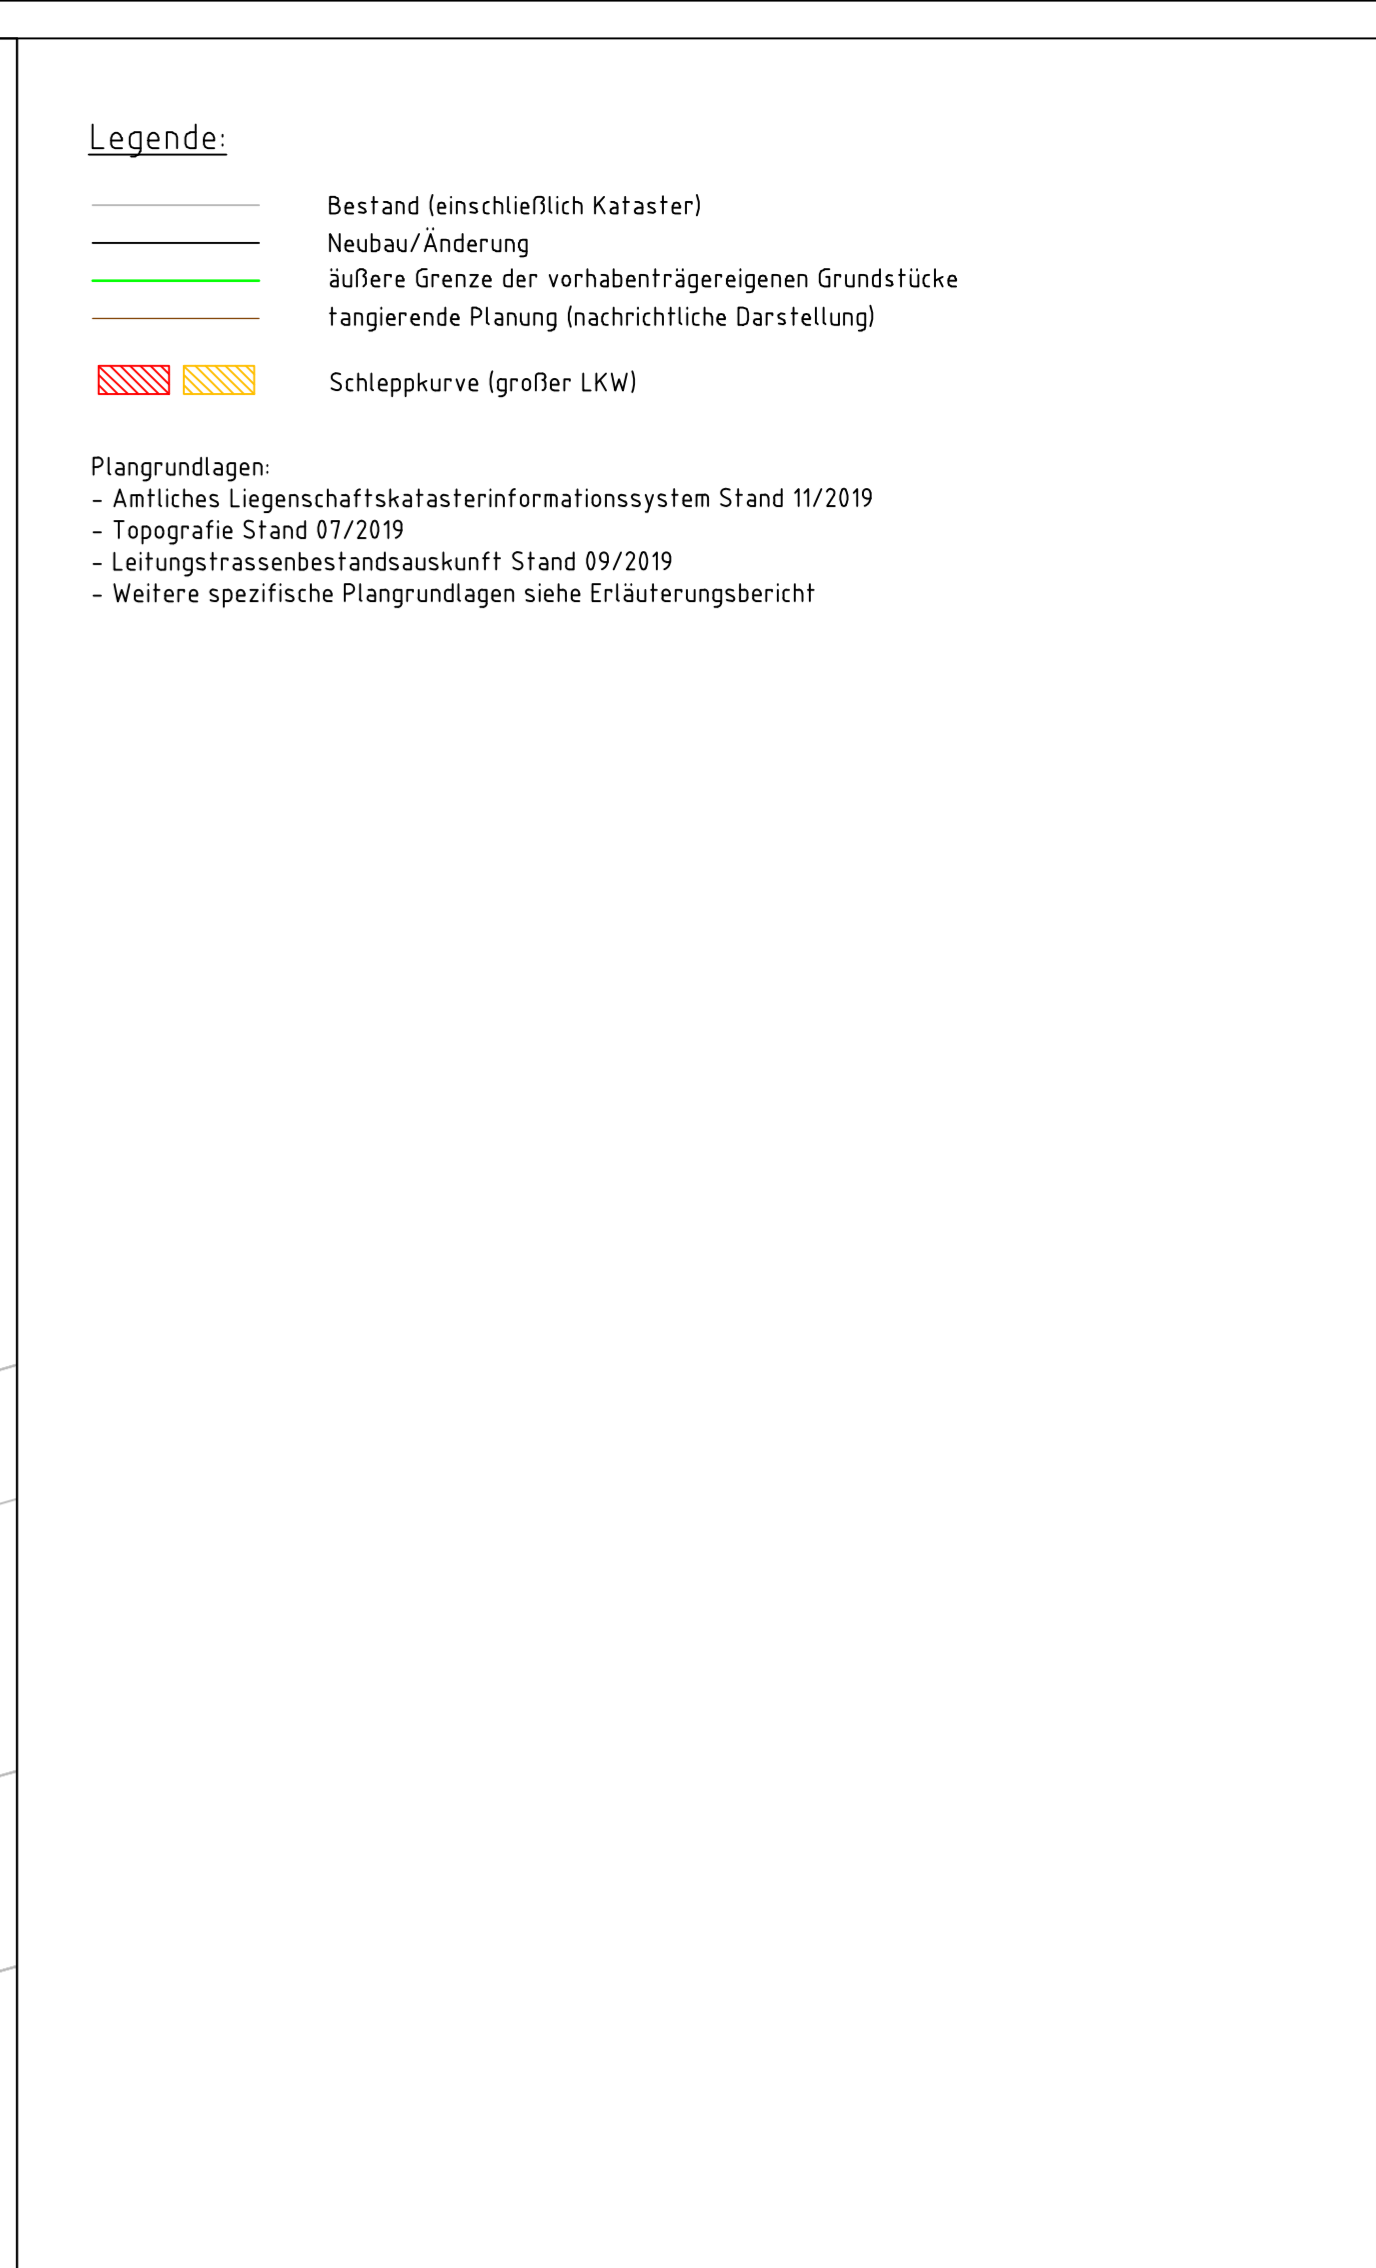 Legende:
Bestand (einschließlich Kataster)
Neubau/Änderung
äußere Grenze der vorhabenträgereigenen Grundstücke
tangierende Planung (nachrichtliche Darstellung)
Schleppkurve (großer LKW)
Plangrundlagen:
- Amtliches Liegenschaftskatasterinformationssystem Stand 11/2019
- Topografie Stand 07/2019
- Leitungstrassenbestandsauskunft Stand 09/2019
- Weitere spezifische Plangrundlagen siehe Erläuterungsbericht